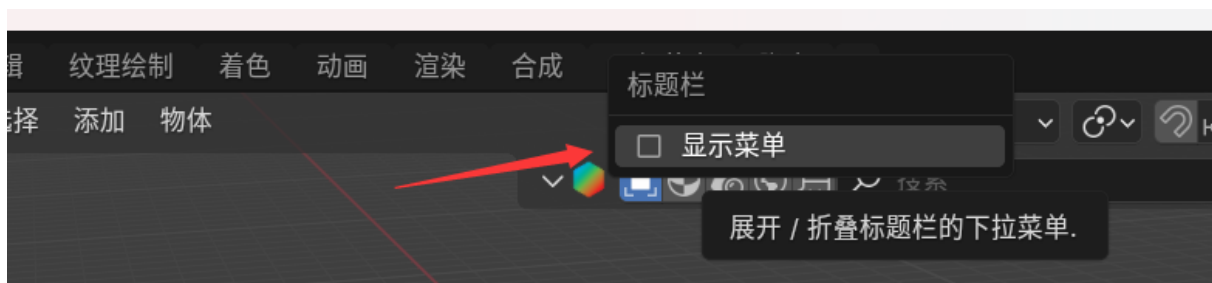 纹理绘制 着色 动画 渲染 合成
标题栏
择 添加 物体
显示菜单
展开 / 折叠标题栏的下拉菜单.